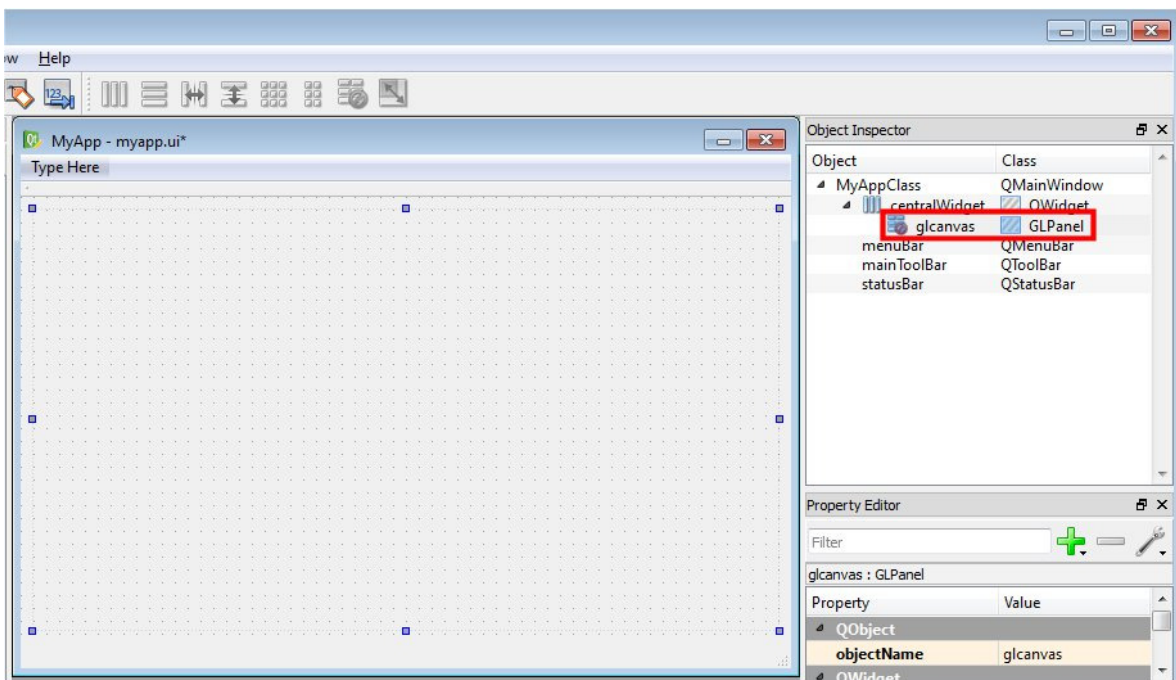 Help
123
MyApp - myapp.ui*
Type Here
Object Inspector
Object Class
MyAppClass QMainWindow
centralWidget QWidget
glcanvas GLPanel
menuBar QMenuBar
mainToolBar QToolBar
statusBar QStatusBar
Property Editor
Filter
glcanvas : GLPanel
Property Value
QObject
objectName glcanvas
QWidget